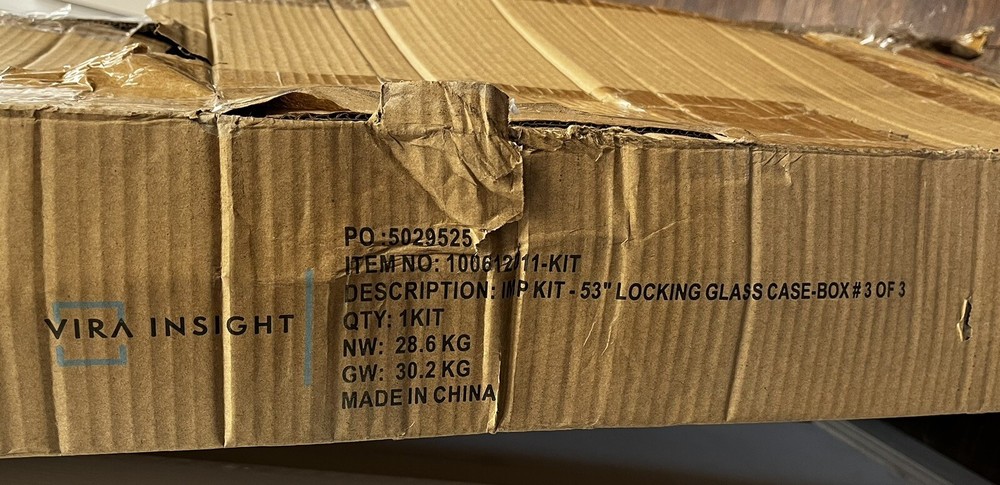 VIRA INSIGHT
PO :5029525
ITEM NO: 100612/11-KIT
DESCRIPTION: IMP KIT - 53" LOCKING GLASS CASE-BOX # 3 OF 3
QTY: 1KIT
NW: 28.6 KG
GW: 30.2 KG
MADE IN CHINA